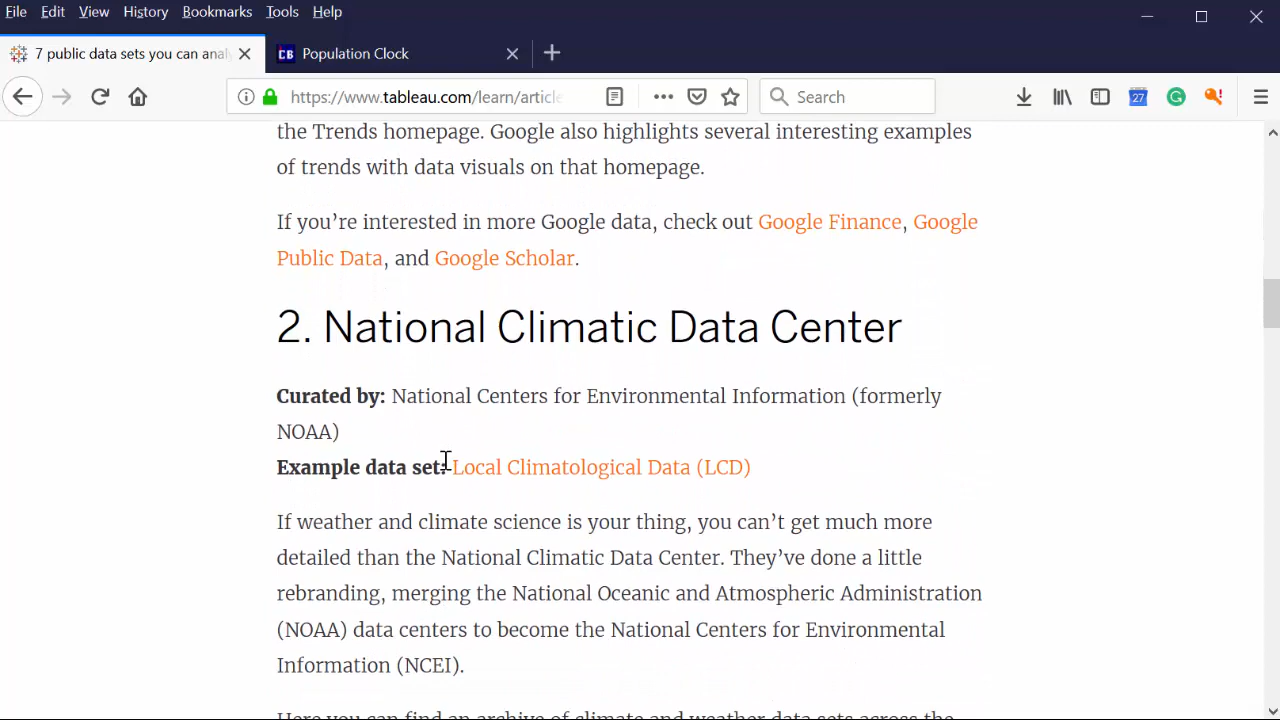 File Edit View History Bookmarks Tools Help
7 public data sets you can anal
CB Population Clock
https://www.tableau.com/learn/article
Search
27
the Trends homepage. Google also highlights several interesting examples
of trends with data visuals on that homepage.
If you’re interested in more Google data, check out Google Finance, Google
Public Data, and Google Scholar.
2. National Climatic Data Center
Curated by: National Centers for Environmental Information (formerly
NOAA)
Example data set: Local Climatological Data (LCD)
If weather and climate science is your thing, you can’t get much more
detailed than the National Climatic Data Center. They’ve done a little
rebranding, merging the National Oceanic and Atmospheric Administration
(NOAA) data centers to become the National Centers for Environmental
Information (NCEI).
Here you can find an archive of climate and weather data sets across the